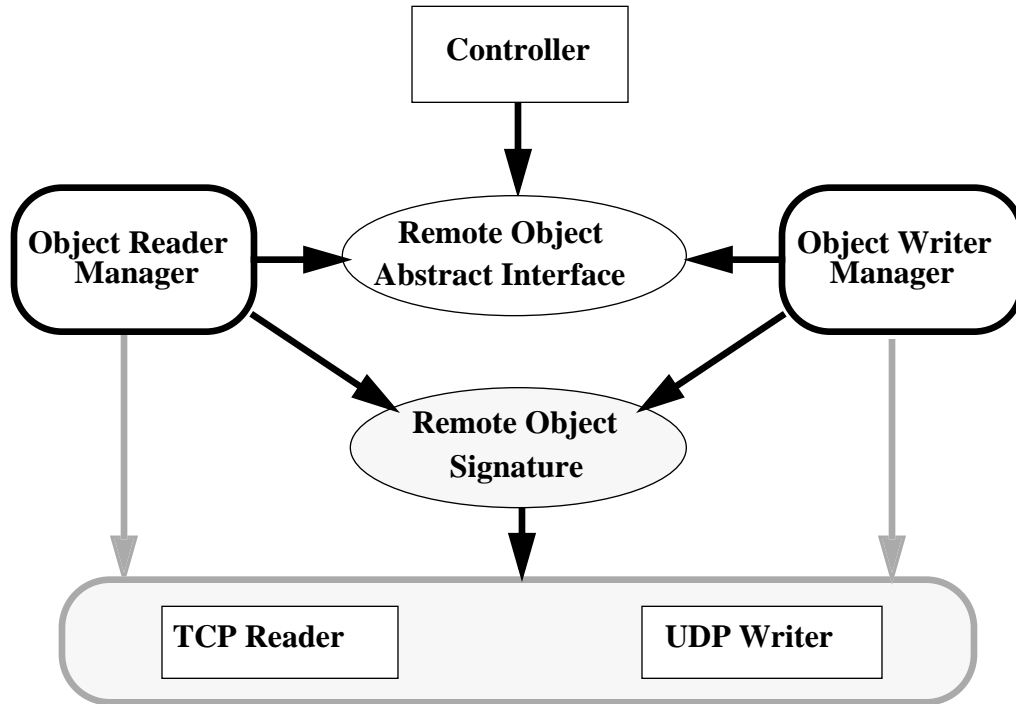 Controller
Object Reader
Manager
Remote Object
Abstract Interface
Object Writer
Manager
Remote Object
Signature
TCP Reader
UDP Writer